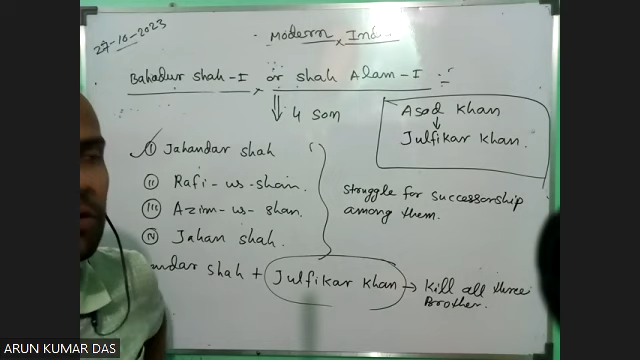 27-10-2023
Modern Ind
Bahadur Shah-I or Shah Alam-I :-
4 son
Asad Khan
Julfikar Khan.
(I) Jahandar Shah
(II) Rafi-us-shan
(III) Azim-us-shan.
(IV) Jahan shah.
struggle for successorship
among them.
ndar Shah + Julfikar Khan → kill all three
Brother.
ARUN KUMAR DAS